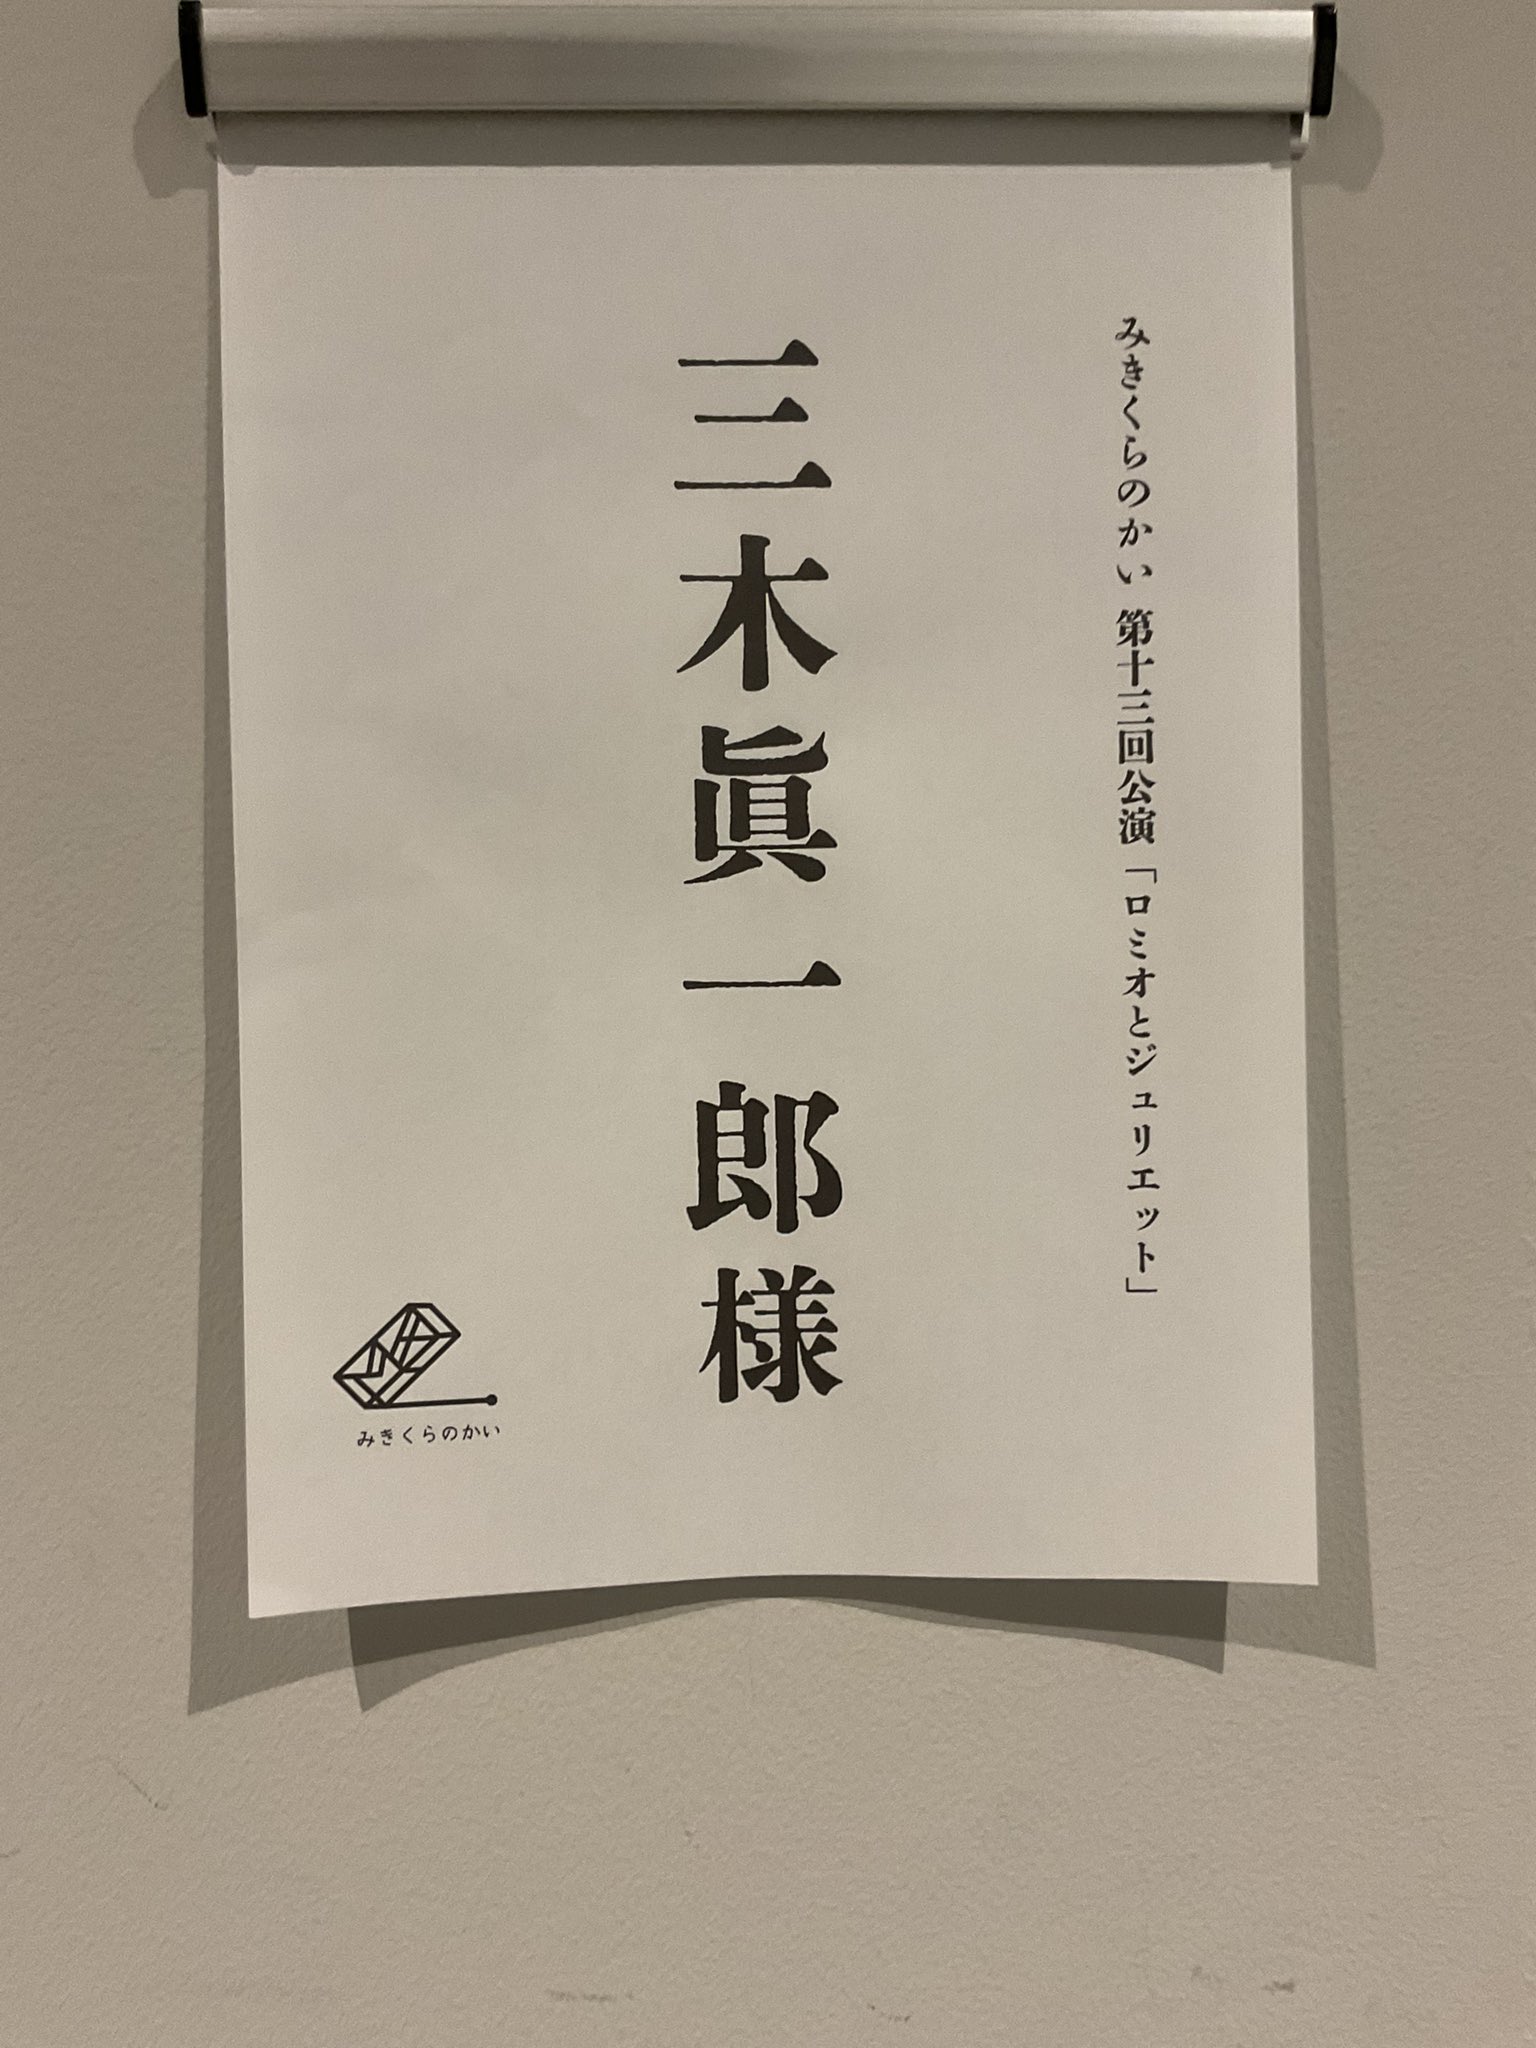 みきくらのかい 第十三回公演「ロミオとジュリエット」
三木眞一郎様
みきくらのかい